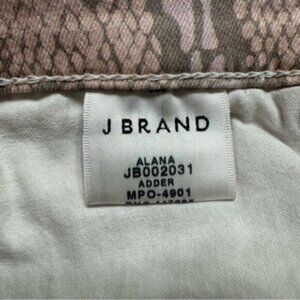 J BRAND
ALANA
JB002031
ADDER
MPO-4901